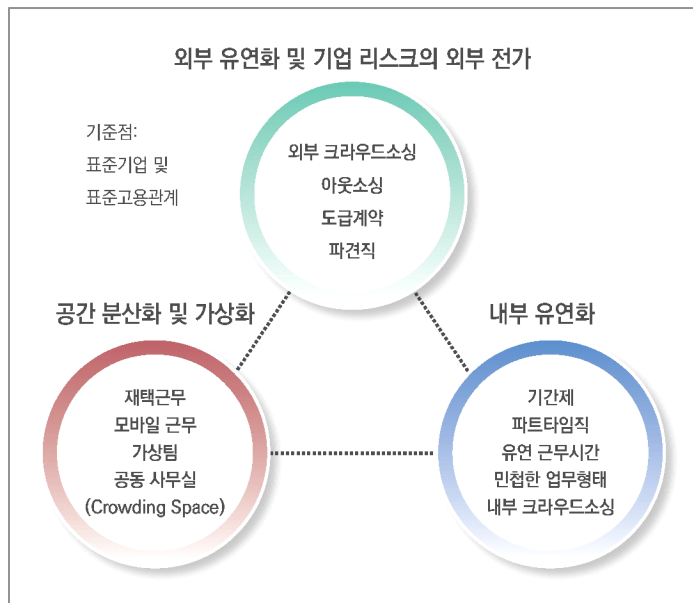 외부 유연화 및 기업 리스크의 외부 전가
기준점:
표준기업 및
표준고용관계
외부 크라우드소싱
아웃소싱
도급계약
파견직
공간 분산화 및 가상화
재택근무
모바일 근무
가상팀
공동 사무실
(Crowding Space)
내부 유연화
기간제
파트타임직
유연 근무시간
민첩한 업무형태
내부 크라우드소싱